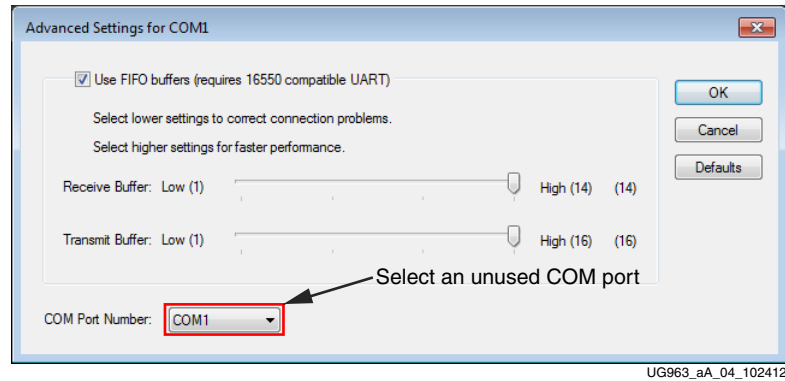 Advanced Settings for COM1
Use FIFO buffers (requires 16550 compatible UART)
OK
Select lower settings to correct connection problems.
Cancel
Select higher settings for faster performance.
Defaults
Receive Buffer: Low (1) High (14) (14)
Transmit Buffer: Low (1) High (16) (16)
Select an unused COM port
COM Port Number: COM1
UG963_aA_04_102412